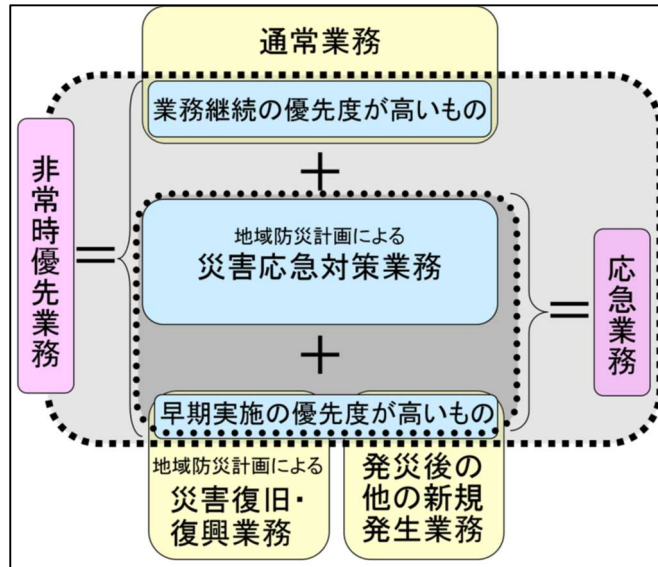 通常業務
業務継続の優先度が高いもの
+
非常時優先業務
=
地域防災計画による
災害応急対策業務
=
応急業務
+
早期実施の優先度が高いもの
地域防災計画による
災害復旧・
復興業務
発災後の
他の新規
発生業務